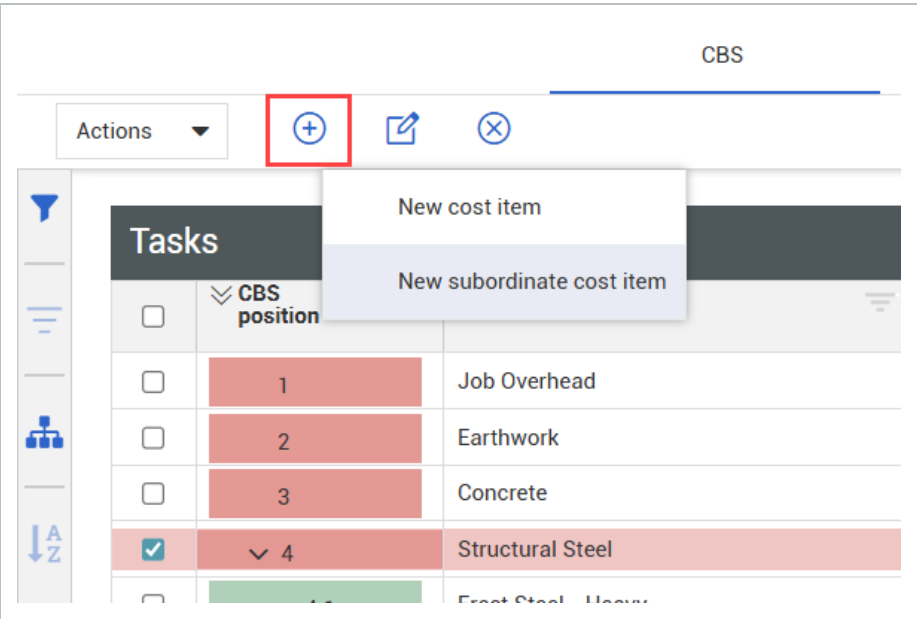 CBS
Actions
New cost item
New subordinate cost item
Tasks
CBS
position
1 Job Overhead
2 Earthwork
3 Concrete
4 Structural Steel
A
Z